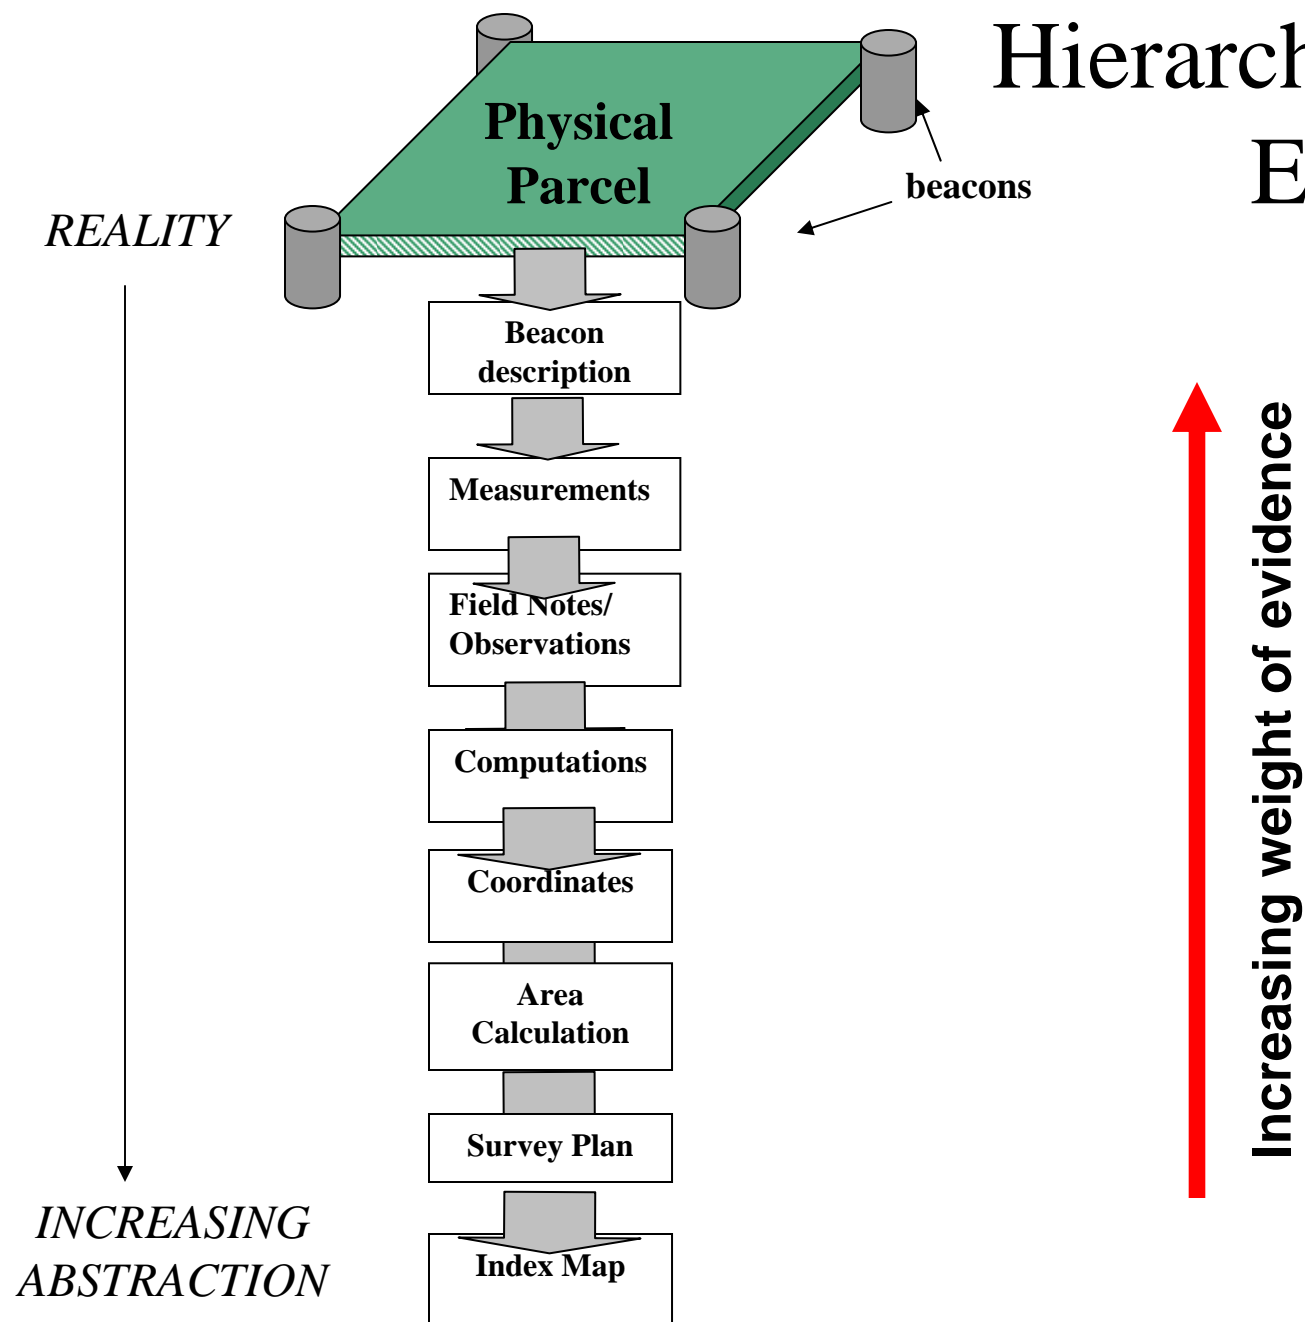 Hierarch
E
Physical
Parcel
beacons
REALITY
Beacon
description
Measurements
Field Notes/
Observations
Computations
Coordinates
Area
Calculation
Survey Plan
Index Map
INCREASING
ABSTRACTION
Increasing weight of evidence